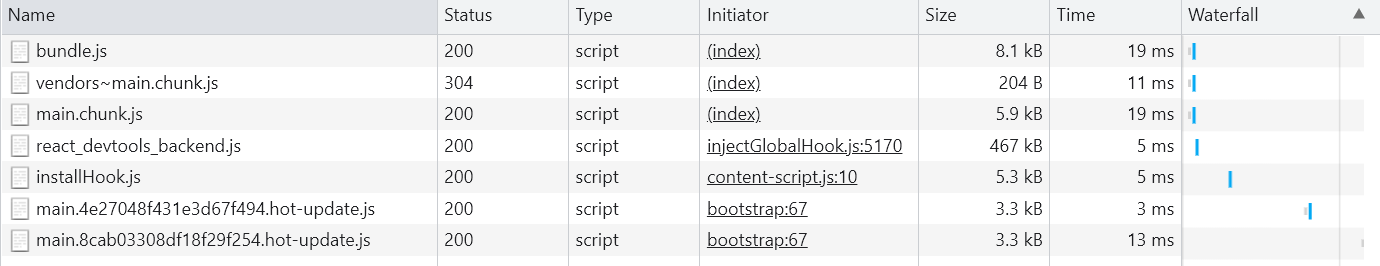 Name Status Type Initiator Size Time Waterfall
bundle.js 200 script (index) 8.1 kB 19 ms
vendors~main.chunk.js 304 script (index) 204 B 11 ms
main.chunk.js 200 script (index) 5.9 kB 19 ms
react_devtools_backend.js 200 script injectGlobalHook.js:5170 467 kB 5 ms
installHook.js 200 script content-script.js:10 5.3 kB 5 ms
main.4e27048f431e3d67f494.hot-update.js 200 script bootstrap:67 3.3 kB 3 ms
main.8cab03308df18f29f254.hot-update.js 200 script bootstrap:67 3.3 kB 13 ms